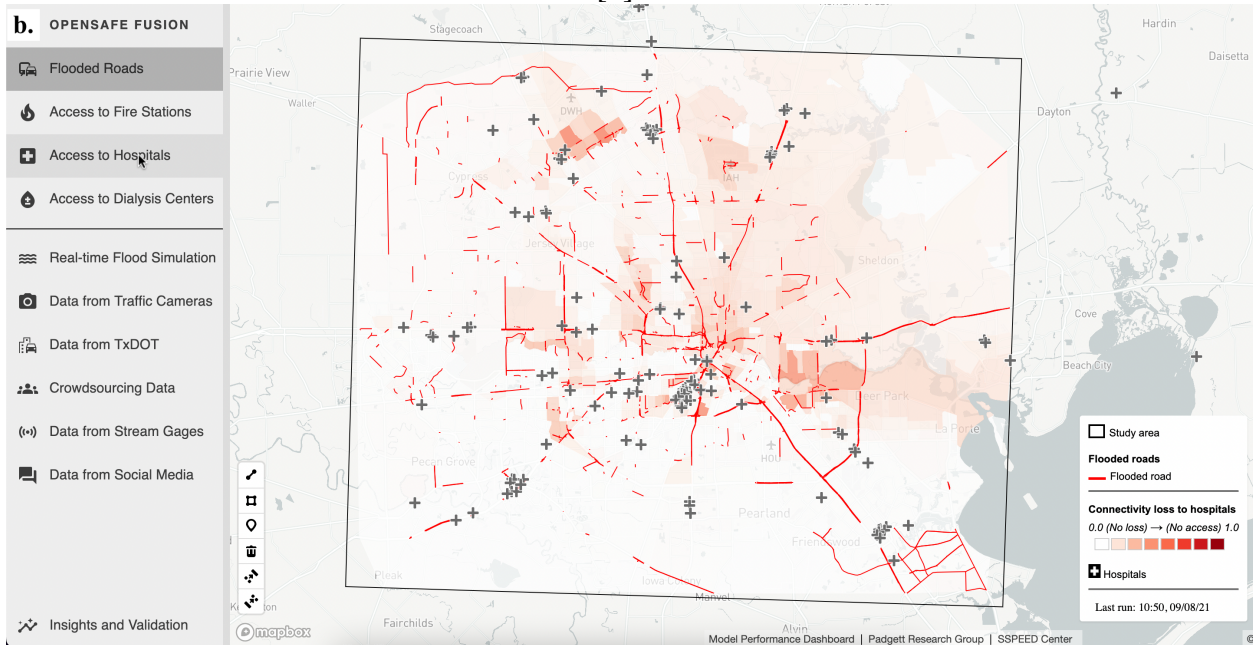 b. OPENSAFE FUSION
Flooded Roads
Access to Fire Stations
Access to Hospitals
Access to Dialysis Centers
Real-time Flood Simulation
Data from Traffic Cameras
Data from TxDOT
Crowdsourcing Data
Data from Stream Gages
Data from Social Media
Insights and Validation
Stagecoach
Hardin
Daisetta
Prairie View
Waller
Dayton
DWH
IAH
Cypress
Jersey Village
Sheldon
Cove
Beach City
Deer Park
La Porte
HOU
Pecan Grove
Pearland
Friendswood
Pleak
Iowa Colony
Manvel
Fairchilds
Alvin
Study area
Flooded roads
Flooded road
Connectivity loss to hospitals
0.0 (No loss) → (No access) 1.0
Hospitals
Last run: 10:50, 09/08/21
mapbox
Model Performance Dashboard | Padgett Research Group | SSPEED Center
©